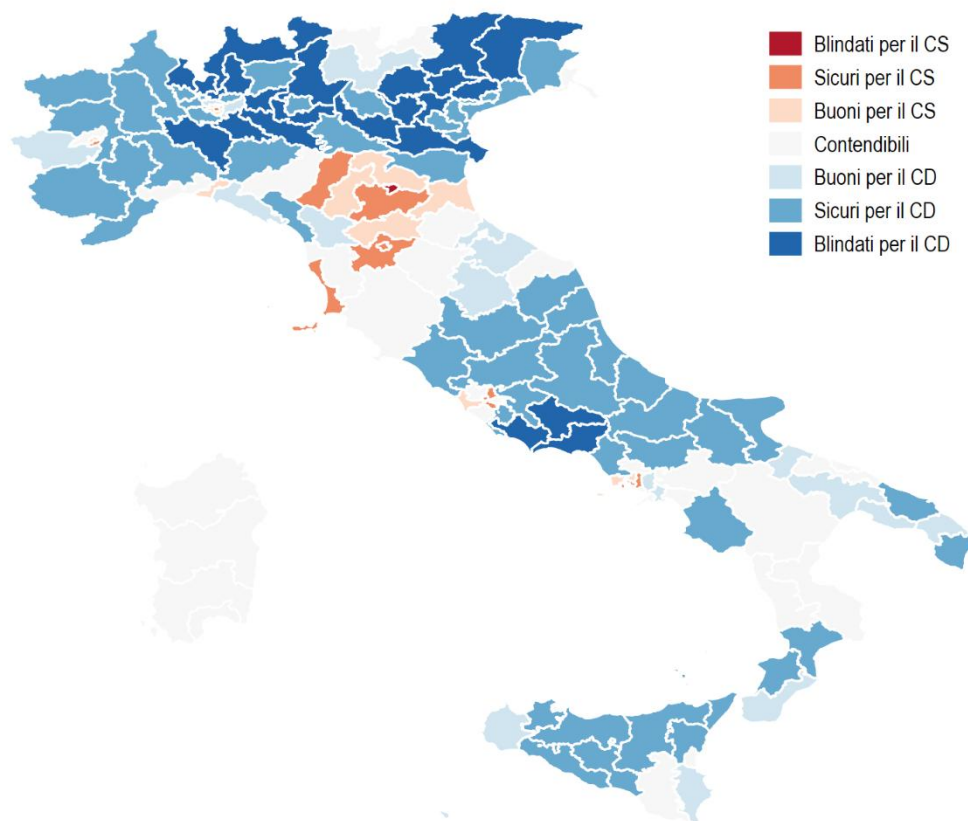 Blindati per il CS
Sicuri per il CS
Buoni per il CS
Contendibili
Buoni per il CD
Sicuri per il CD
Blindati per il CD